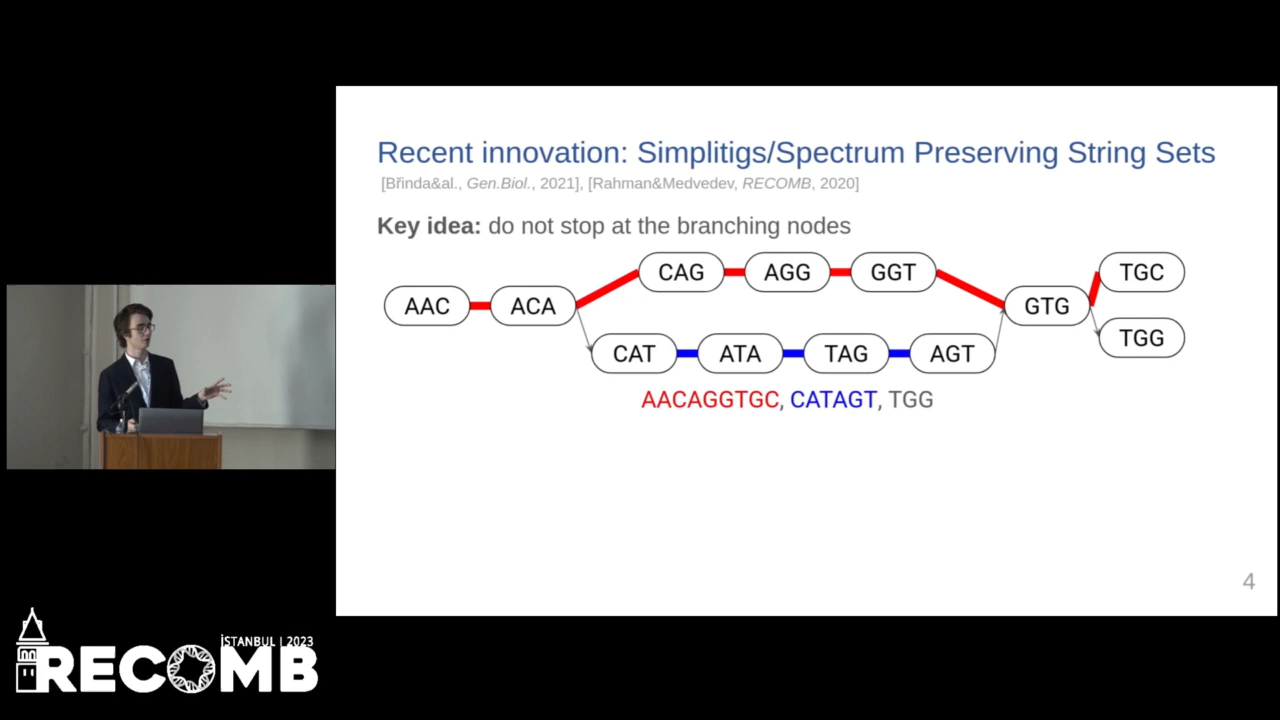 Recent innovation: Simplitigs/Spectrum Preserving String Sets
[Břinda&al., Gen.Biol., 2021], [Rahman&Medvedev, RECOMB, 2020]
Key idea: do not stop at the branching nodes
CAG AGG GGT TGC
AAC ACA GTG
CAT ATA TAG AGT TGG
AACAGGTGC, CATAGT, TGG
4
İSTANBUL | 2023
RECOMB